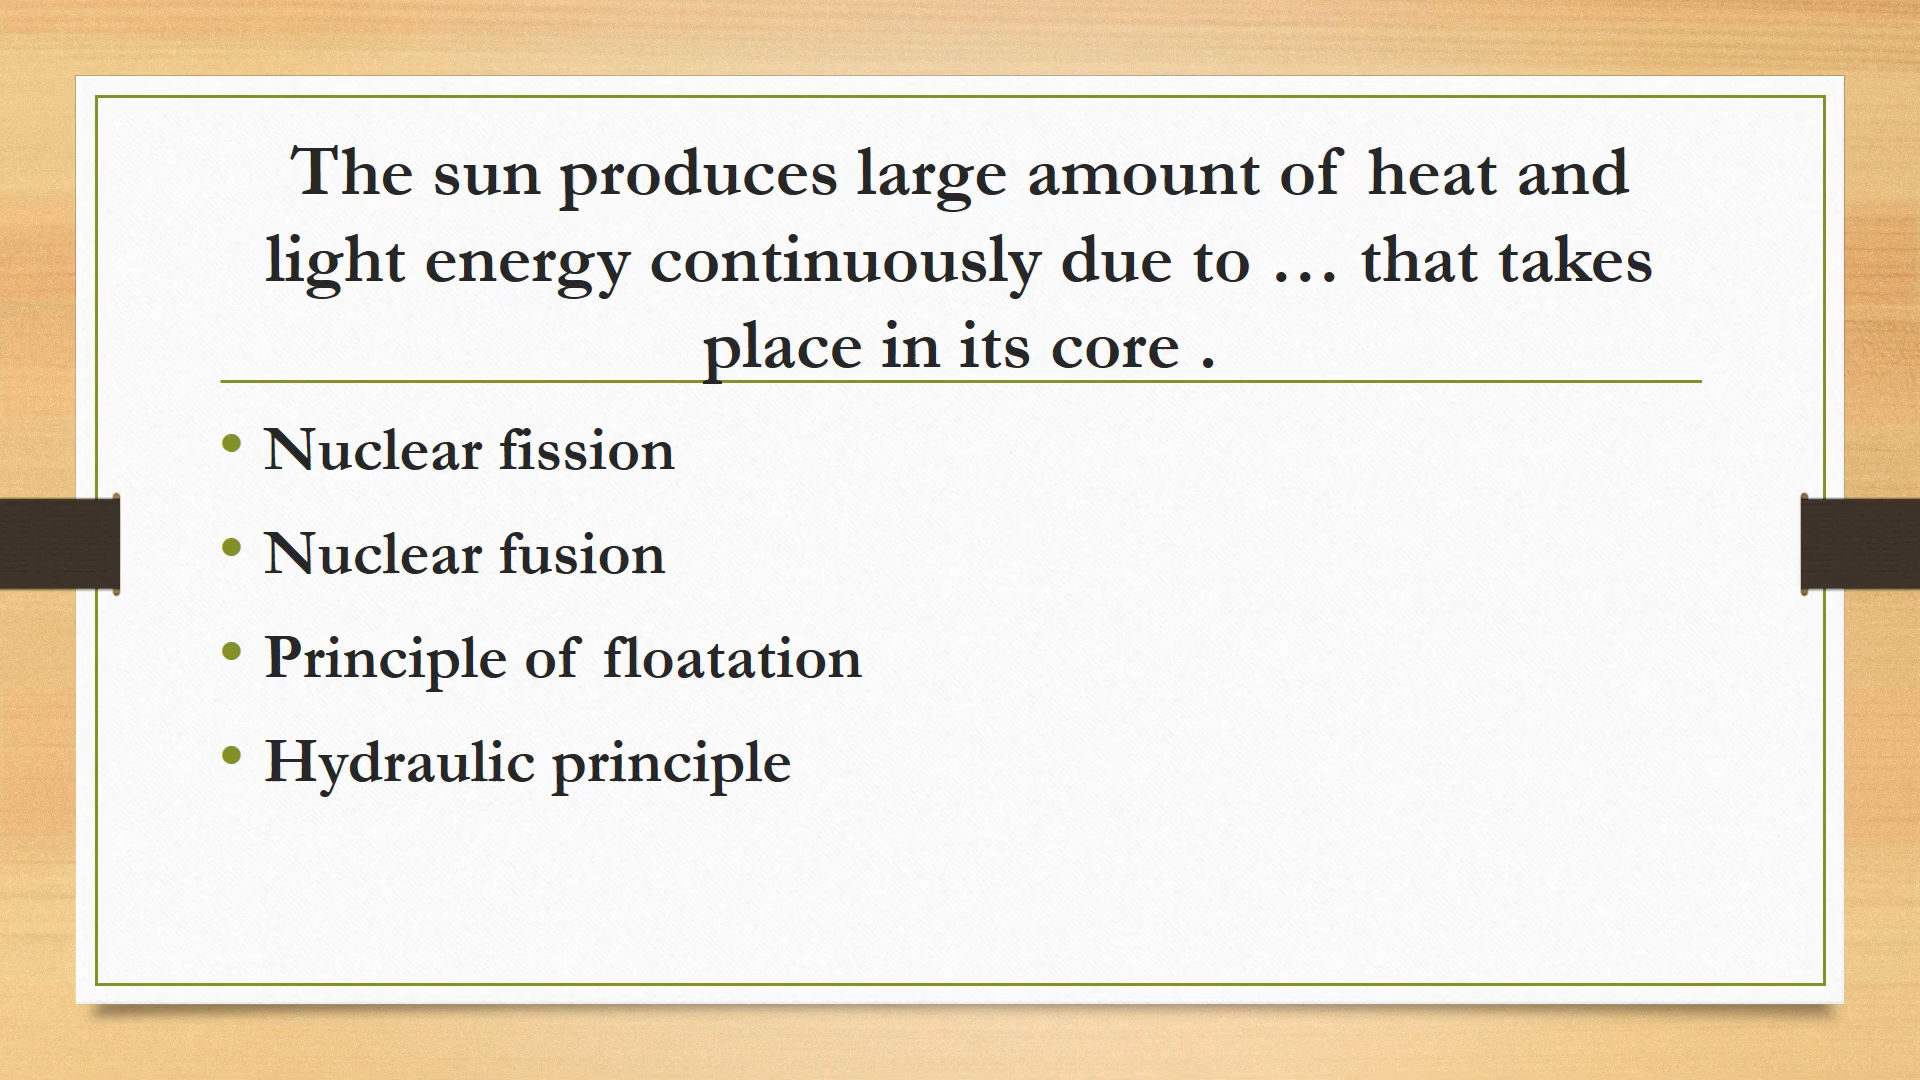 The sun produces large amount of heat and
light energy continuously due to … that takes
place in its core .
• Nuclear fission
• Nuclear fusion
• Principle of floatation
• Hydraulic principle